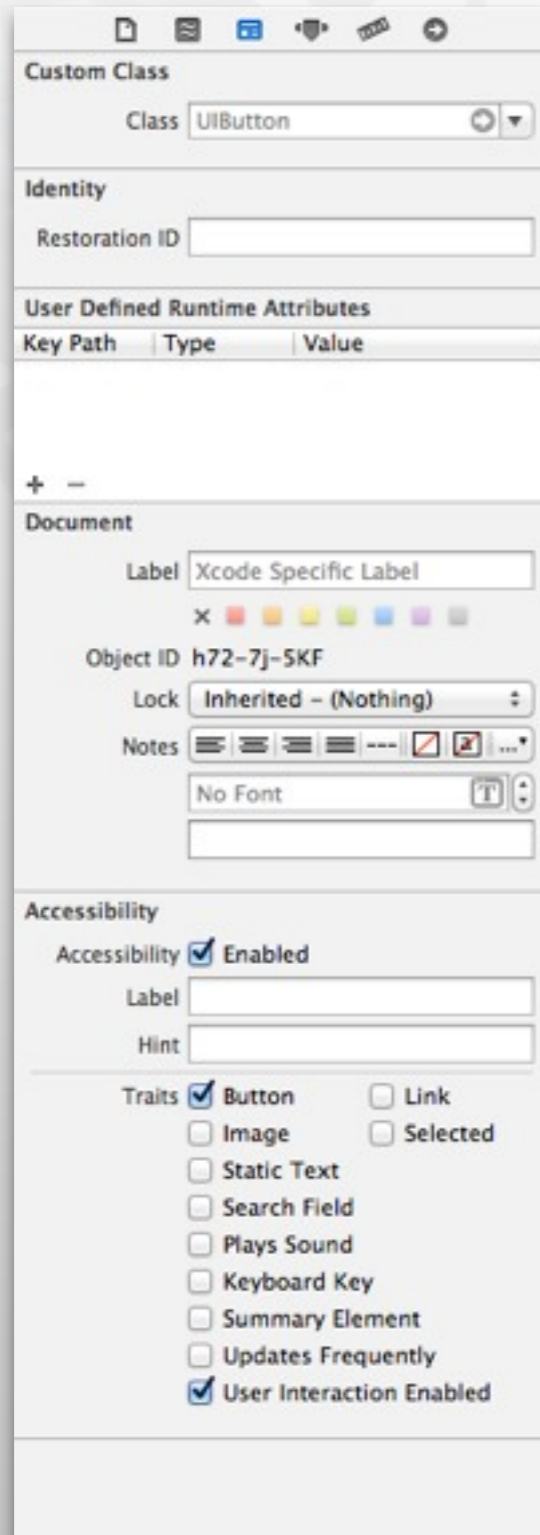 Custom Class
Class UIButton
Identity
Restoration ID
User Defined Runtime Attributes
Key Path Type Value
+ −
Document
Label Xcode Specific Label
×
Object ID h72-7j-5KF
Lock Inherited - (Nothing)
Notes --- a ...
No Font T
Accessibility
Accessibility Enabled
Label
Hint
Traits Button Link
Image Selected
Static Text
Search Field
Plays Sound
Keyboard Key
Summary Element
Updates Frequently
User Interaction Enabled